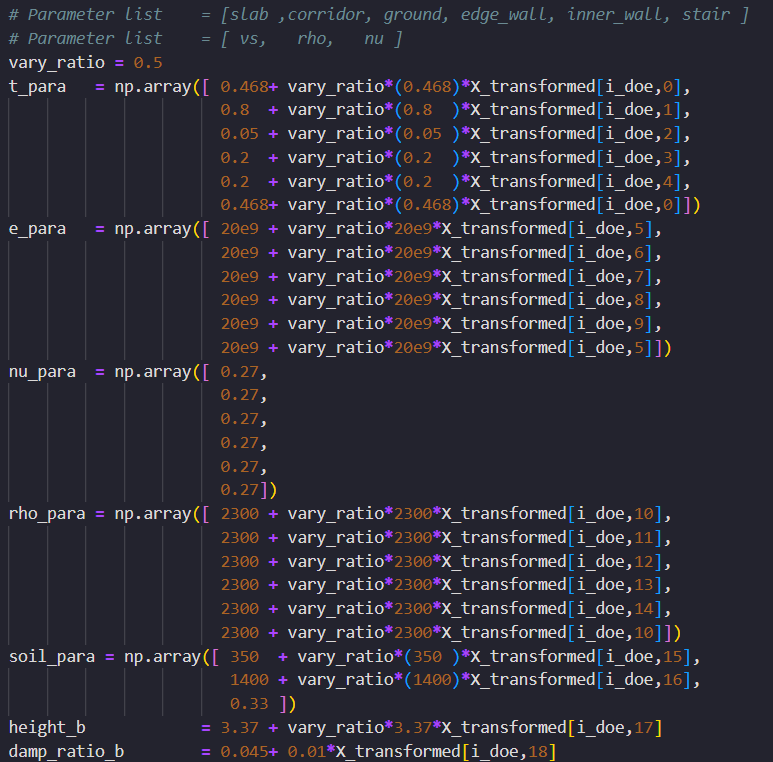 # Parameter list    = [slab ,corridor, ground, edge_wall, inner_wall, stair ]
# Parameter list    = [ vs,   rho,   nu ]
vary_ratio = 0.5
t_para   = np.array([ 0.468+ vary_ratio*(0.468)*X_transformed[i_doe,0],
                      0.8  + vary_ratio*(0.8  )*X_transformed[i_doe,1],
                      0.05 + vary_ratio*(0.05 )*X_transformed[i_doe,2],
                      0.2  + vary_ratio*(0.2  )*X_transformed[i_doe,3],
                      0.2  + vary_ratio*(0.2  )*X_transformed[i_doe,4],
                      0.468+ vary_ratio*(0.468)*X_transformed[i_doe,0]])
e_para   = np.array([ 20e9 + vary_ratio*20e9*X_transformed[i_doe,5],
                      20e9 + vary_ratio*20e9*X_transformed[i_doe,6],
                      20e9 + vary_ratio*20e9*X_transformed[i_doe,7],
                      20e9 + vary_ratio*20e9*X_transformed[i_doe,8],
                      20e9 + vary_ratio*20e9*X_transformed[i_doe,9],
                      20e9 + vary_ratio*20e9*X_transformed[i_doe,5]])
nu_para  = np.array([ 0.27,
                      0.27,
                      0.27,
                      0.27,
                      0.27,
                      0.27])
rho_para = np.array([ 2300 + vary_ratio*2300*X_transformed[i_doe,10],
                      2300 + vary_ratio*2300*X_transformed[i_doe,11],
                      2300 + vary_ratio*2300*X_transformed[i_doe,12],
                      2300 + vary_ratio*2300*X_transformed[i_doe,13],
                      2300 + vary_ratio*2300*X_transformed[i_doe,14],
                      2300 + vary_ratio*2300*X_transformed[i_doe,10]])
soil_para = np.array([ 350  + vary_ratio*(350 )*X_transformed[i_doe,15],
                       1400 + vary_ratio*(1400)*X_transformed[i_doe,16],
                       0.33 ])
height_b            = 3.37 + vary_ratio*3.37*X_transformed[i_doe,17]
damp_ratio_b        = 0.045+ 0.01*X_transformed[i_doe,18]